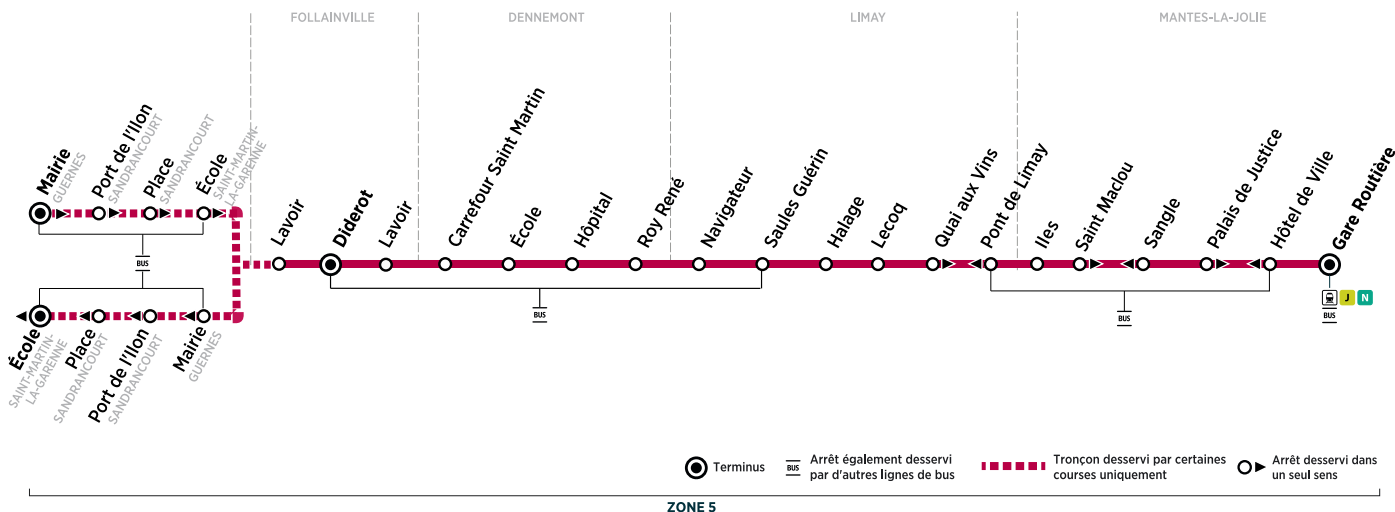 FOLLAINVILLE
DENNEMONT
LIMAY
MANTES-LA-JOLIE
Mairie
GUERNES
Port de l'Ilon
SANDRANCOURT
Place
SANDRANCOURT
École
SAINT-MARTIN-
LA-GARENNE
BUS
École
SAINT-MARTIN-
LA-GARENNE
Place
SANDRANCOURT
Port de l'Ilon
SANDRANCOURT
Mairie
GUERNES
Lavoir
Diderot
Lavoir
Carrefour Saint Martin
École
Hôpital
Roy René
Navigateur
Saules Guérin
Halage
Lecoq
Quai aux Vins
Pont de Limay
Iles
Saint Maclou
Sangle
Palais de Justice
Hôtel de Ville
Gare Routière
BUS
BUS
J N
BUS
Terminus
BUS
Arrêt également desservi
par d'autres lignes de bus
Tronçon desservi par certaines
courses uniquement
Arrêt desservi dans
un seul sens
ZONE 5